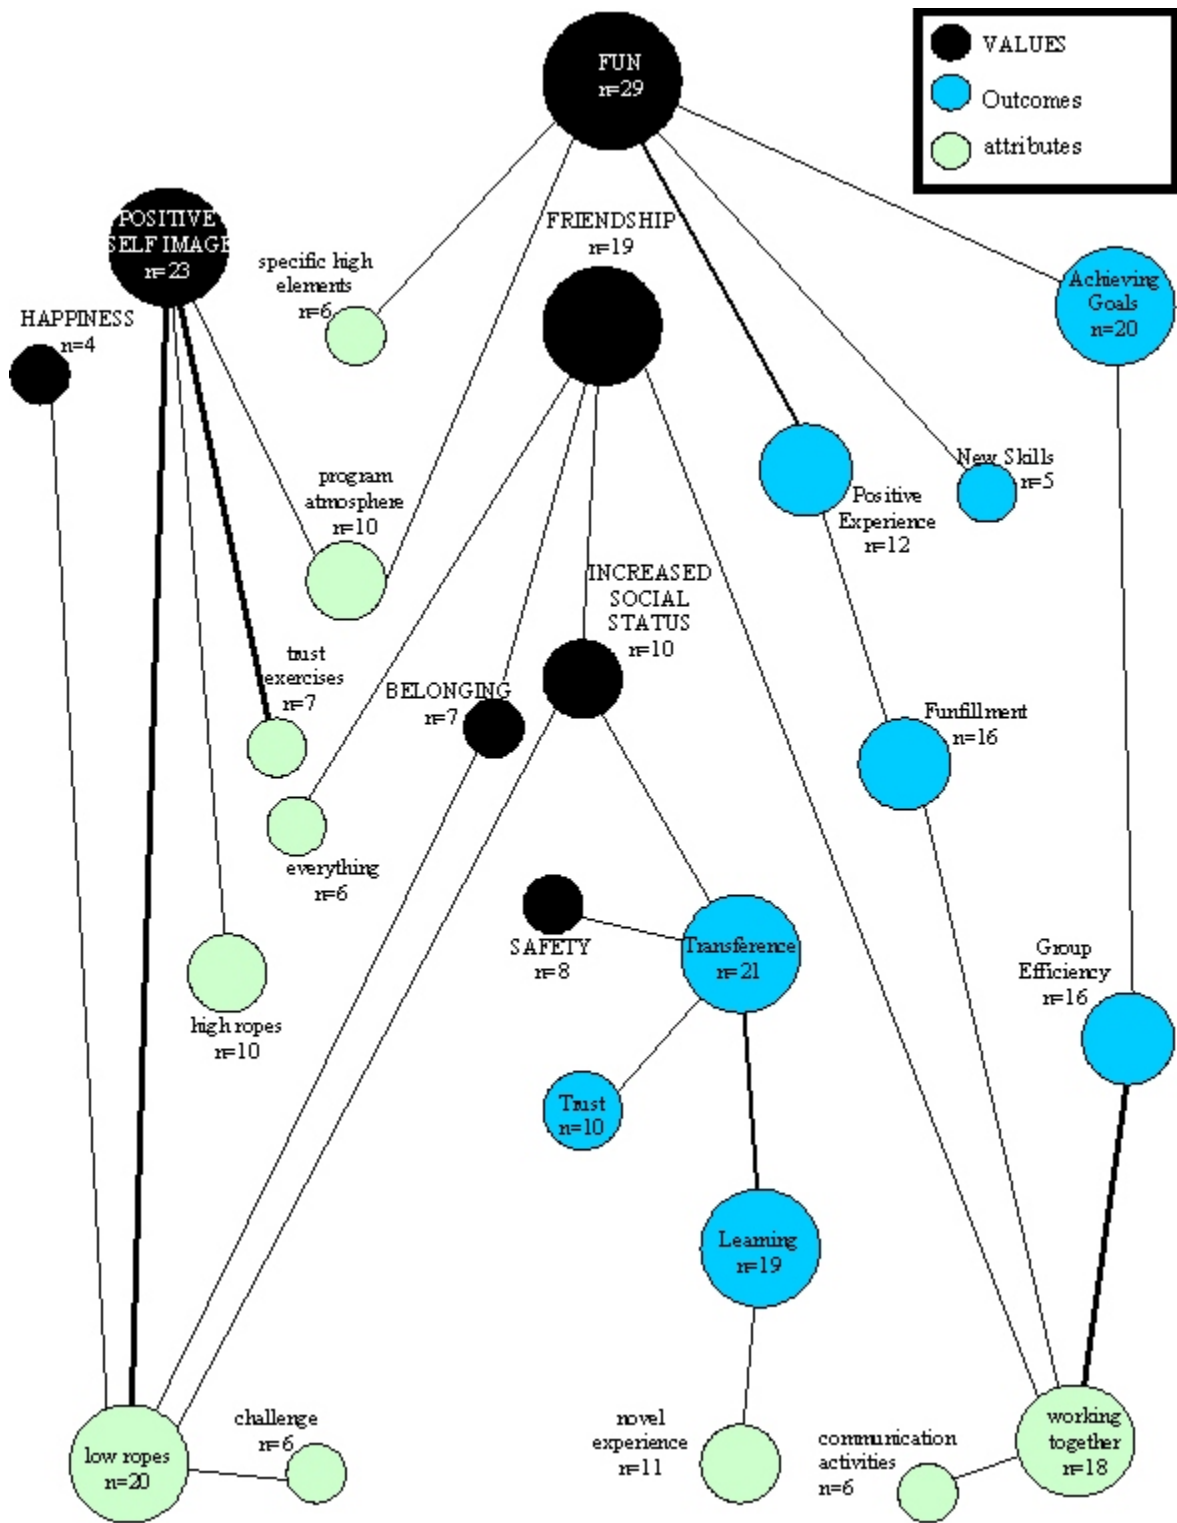 FUN
n=29
VALUES
Outcomes
attributes
POSITIVE
SELF IMAGE
n=23
FRIENDSHIP
n=19
specific high
elements
n=6
Achieving
Goals
n=20
HAPPINESS
n=4
program
atmosphere
n=10
New Skills
n=5
Positive
Experience
n=12
INCREASED
SOCIAL
STATUS
n=10
trust
exercises
n=7
BELONGING
n=7
Funfillment
n=16
everything
n=6
SAFETY
n=8
Transference
n=21
Group
Efficiency
n=16
high ropes
n=10
Trust
n=10
Learning
n=19
low ropes
n=20
challenge
n=6
novel
experience
n=11
communication
activities
n=6
working
together
n=18